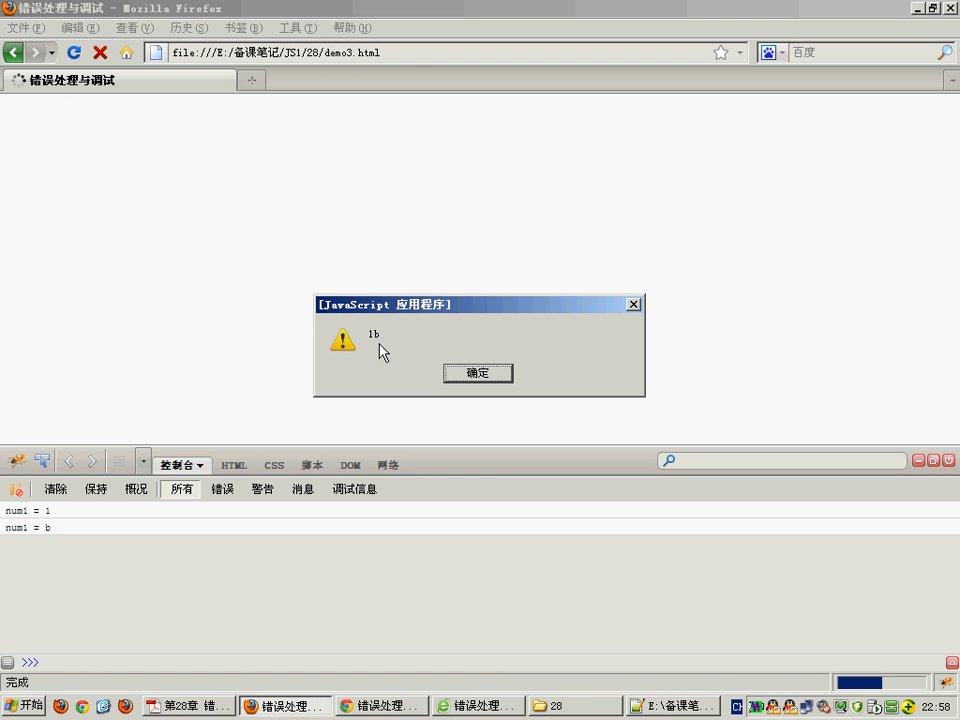 错误处理与调试 - Mozilla Firefox
文件(F) 编辑(E) 查看(V) 历史(S) 书签(B) 工具(T) 帮助(H)
file:///E:/备课笔记/JS1/28/demo3.html 百度
错误处理与调试
[JavaScript 应用程序]
1b
确定
控制台 HTML CSS 脚本 DOM 网络
清除 保持 概况 所有 错误 警告 消息 调试信息
num1 = 1
num1 = b
>>>
完成
开始 第28章 错... 错误处理... 错误处理... 错误处理... 28 E:\备课笔... CH 22:58